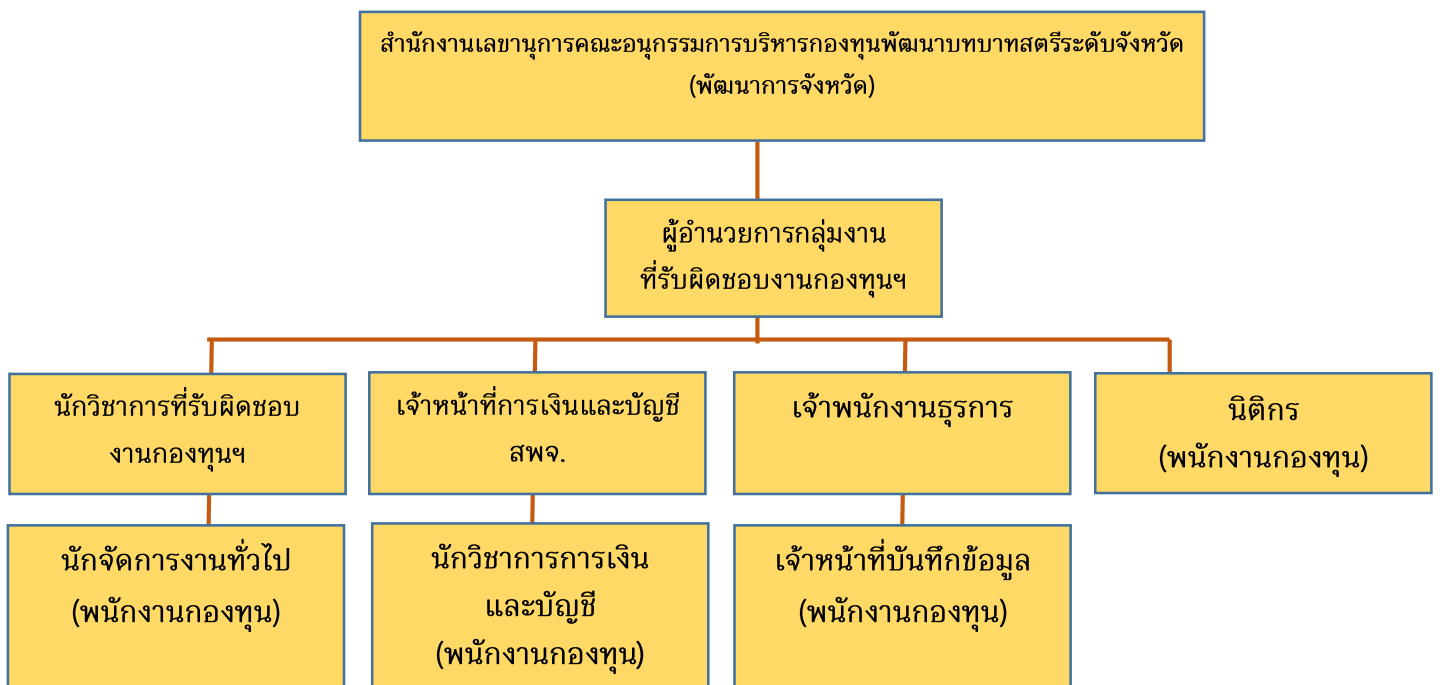 สำนักงานเลขานุการคณะอนุกรรมการบริหารกองทุนพัฒนาบทบาทสตรีระดับจังหวัด
(พัฒนาการจังหวัด)
ผู้อำนวยการกลุ่มงาน
ที่รับผิดชอบงานกองทุนฯ
นักวิชาการที่รับผิดชอบ
งานกองทุนฯ
เจ้าหน้าที่การเงินและบัญชี
สพจ.
เจ้าพนักงานธุรการ
นิติกร
(พนักงานกองทุน)
นักจัดการงานทั่วไป
(พนักงานกองทุน)
นักวิชาการการเงิน
และบัญชี
(พนักงานกองทุน)
เจ้าหน้าที่บันทึกข้อมูล
(พนักงานกองทุน)